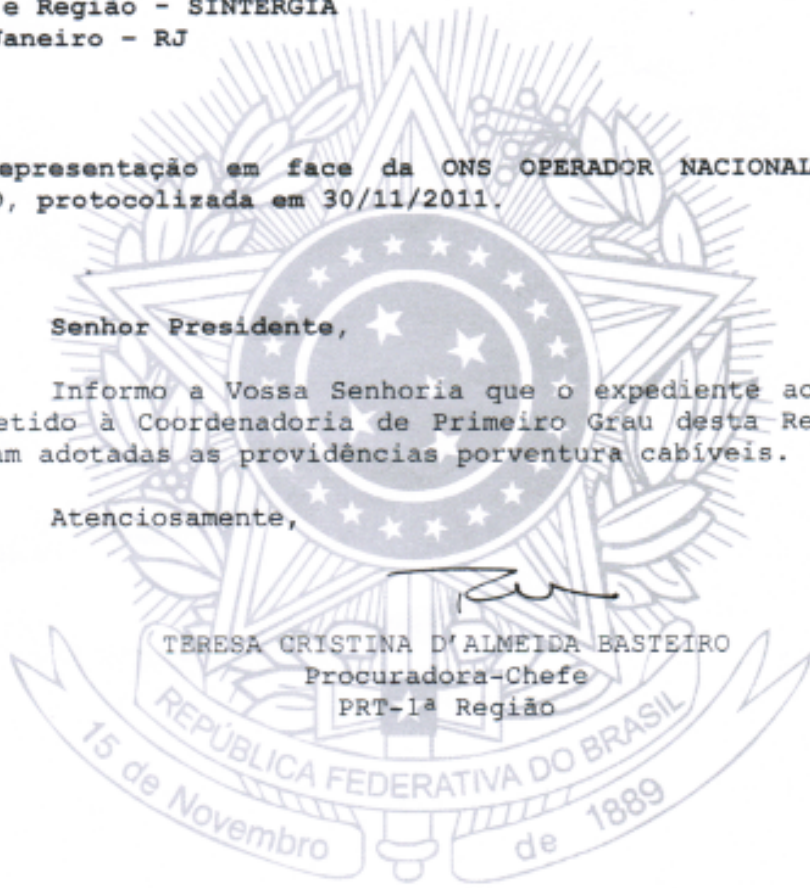 e Região - SINTERGIA
Janeiro - RJ
epresentação em face da ONS OPERADOR NACIONAL
, protocolizada em 30/11/2011.
Senhor Presidente,
Informo a Vossa Senhoria que o expediente ac
etido à Coordenadoria de Primeiro Grau desta Re
am adotadas as providências porventura cabíveis.
Atenciosamente,
TERESA CRISTINA D'ALMEIDA BASTEIRO
Procuradora-Chefe
PRT-1ª Região
REPÚBLICA FEDERATIVA DO BRASIL
15 de Novembro de 1889